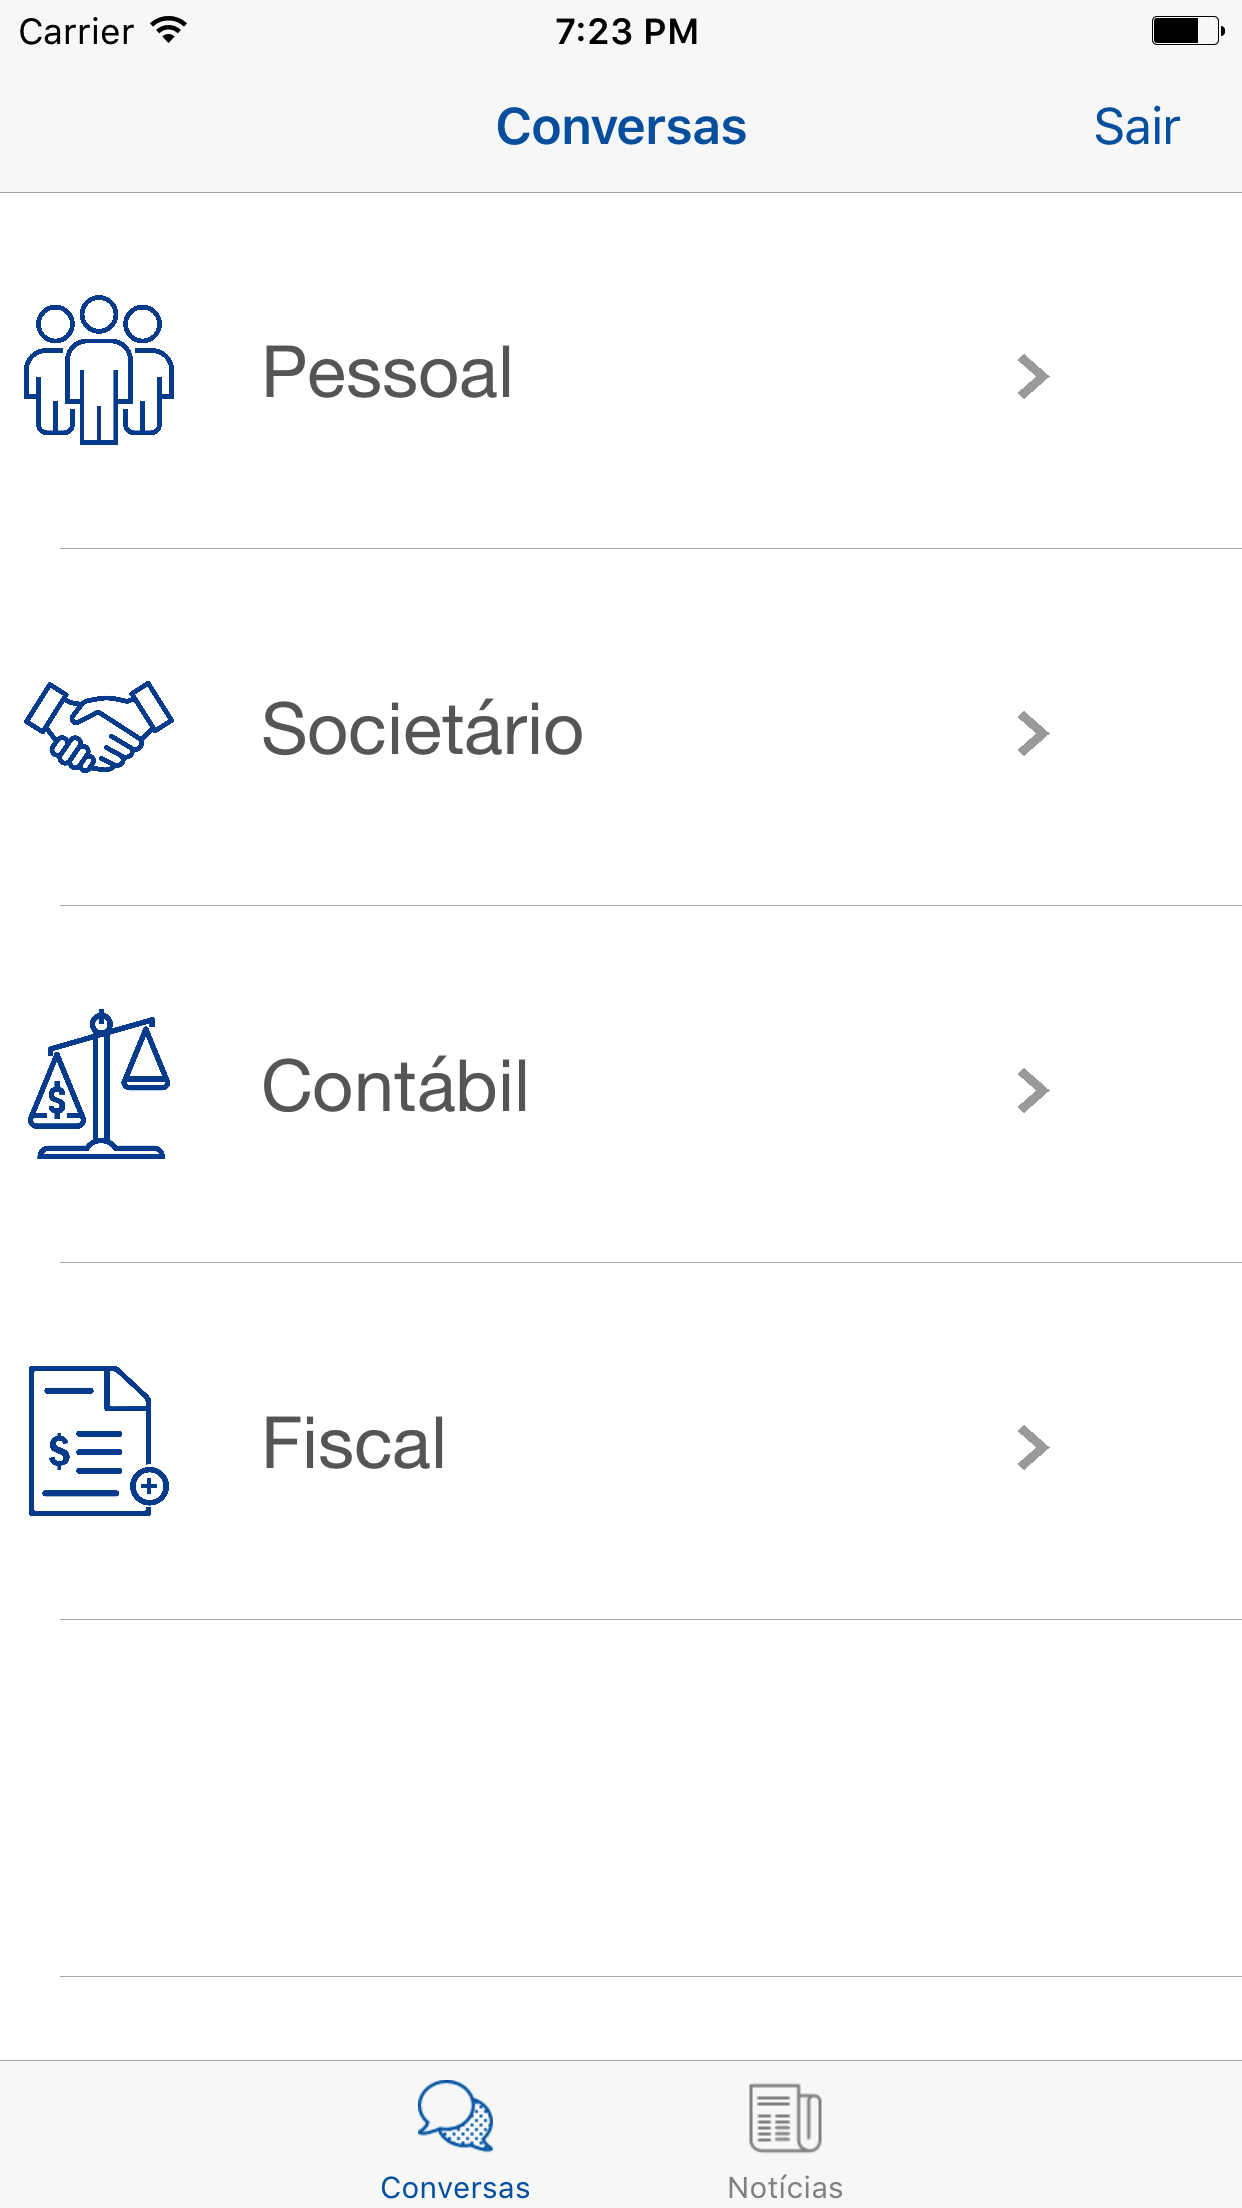 Carrier 7:23 PM
Conversas Sair
Pessoal
Societário
Contábil
$
Fiscal
$
Conversas Notícias